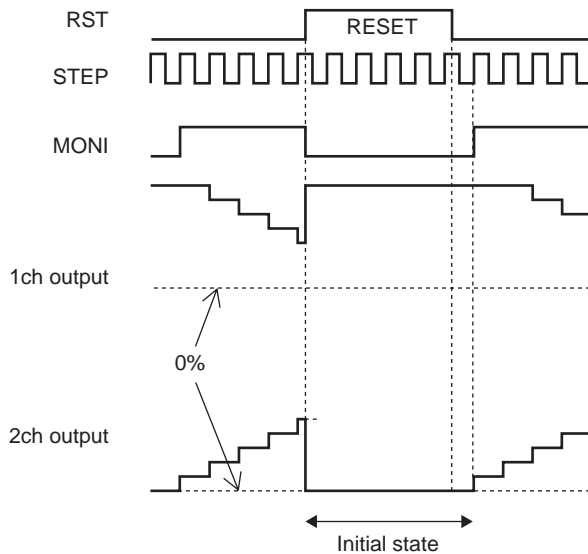 RST
RESET
STEP
MONI
1ch output
0%
2ch output
Initial state